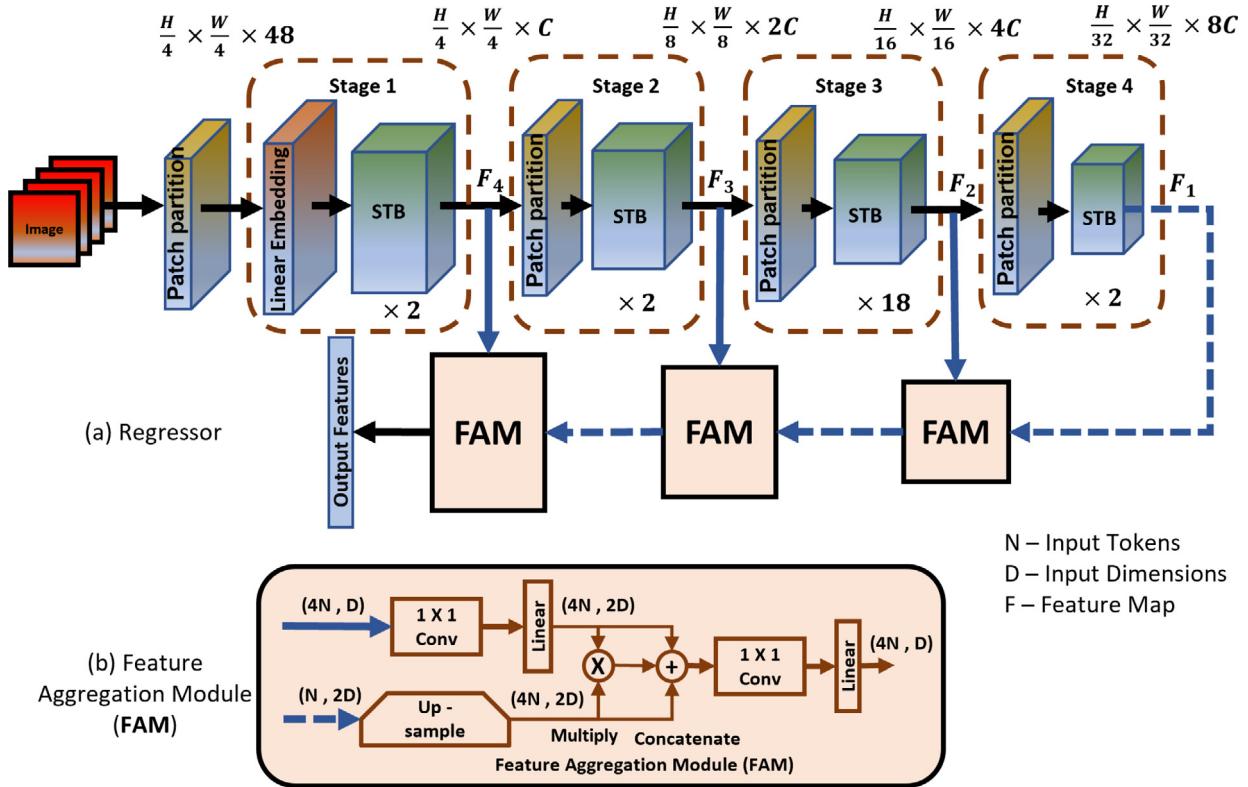 H/4 × W/4 × 48
H/4 × W/4 × C
H/8 × W/8 × 2C
H/16 × W/16 × 4C
H/32 × W/32 × 8C
Stage 1
Stage 2
Stage 3
Stage 4
Image
Patch partition
Linear Embedding
STB
× 2
F₄
Patch partition
STB
× 2
F₃
Patch partition
STB
× 18
F₂
Patch partition
STB
× 2
F₁
(a) Regressor
Output Features
FAM
FAM
FAM
N – Input Tokens
D – Input Dimensions
F – Feature Map
(b) Feature
Aggregation Module
(FAM)
(4N , D)
1 X 1
Conv
Linear
(4N , 2D)
X
+
1 X 1
Conv
Linear
(4N , D)
(N , 2D)
Up -
sample
(4N, 2D)
Multiply
Concatenate
Feature Aggregation Module (FAM)